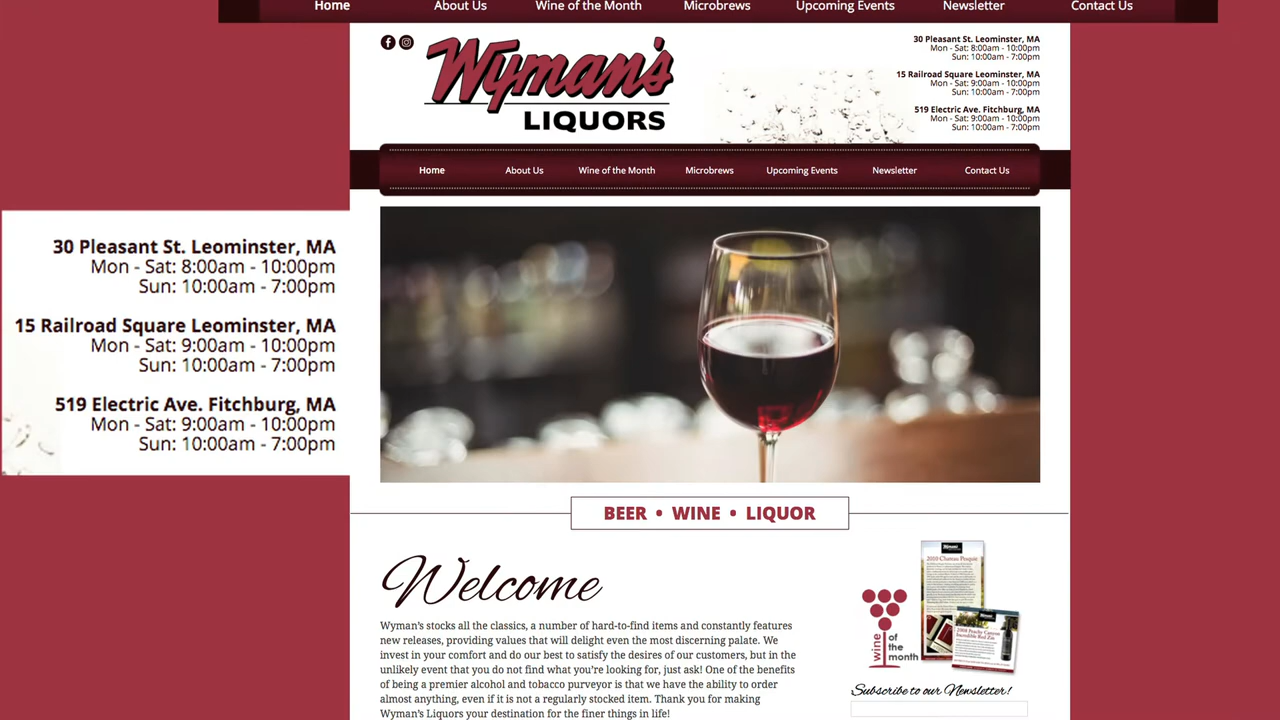 Home About Us Wine of the Month Microbrews Upcoming Events Newsletter Contact Us
Wyman's
LIQUORS
30 Pleasant St. Leominster, MA
Mon - Sat: 8:00am - 10:00pm
Sun: 10:00am - 7:00pm
15 Railroad Square Leominster, MA
Mon - Sat: 9:00am - 10:00pm
Sun: 10:00am - 7:00pm
519 Electric Ave. Fitchburg, MA
Mon - Sat: 9:00am - 10:00pm
Sun: 10:00am - 7:00pm
Home About Us Wine of the Month Microbrews Upcoming Events Newsletter Contact Us
30 Pleasant St. Leominster, MA
Mon - Sat: 8:00am - 10:00pm
Sun: 10:00am - 7:00pm
15 Railroad Square Leominster, MA
Mon - Sat: 9:00am - 10:00pm
Sun: 10:00am - 7:00pm
519 Electric Ave. Fitchburg, MA
Mon - Sat: 9:00am - 10:00pm
Sun: 10:00am - 7:00pm
BEER • WINE • LIQUOR
Welcome
Wyman's stocks all the classics, a number of hard-to-find items and constantly features
new releases, providing values that will delight even the most discerning palate. We
invest in your comfort and do our best to satisfy the desires of our customers, but in the
unlikely event that you do not find what you're looking for, just ask! One of the benefits
of being a premier alcohol and tobacco purveyor is that we have the ability to order
almost anything, even if it is not a regularly stocked item. Thank you for making
Wyman's Liquors your destination for the finer things in life!
wine
of the
month
Subscribe to our Newsletter!